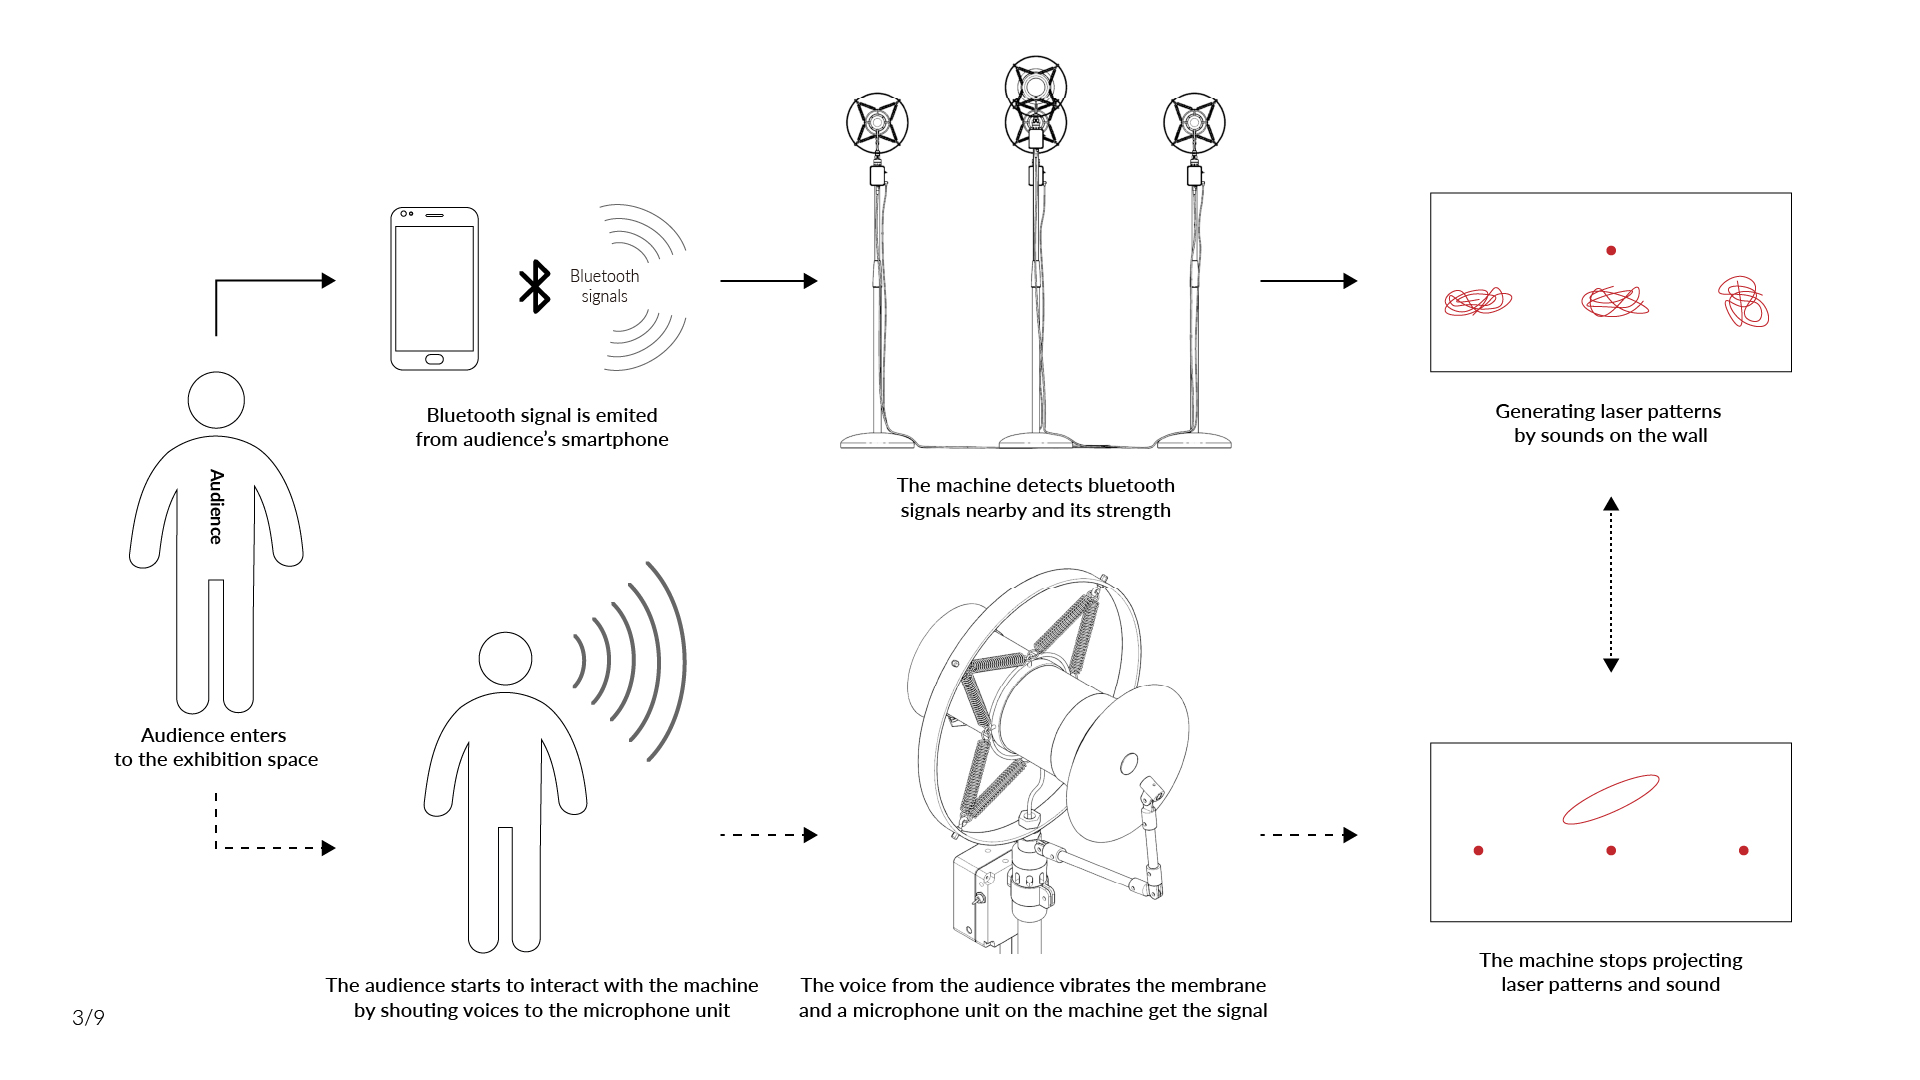 Bluetooth
signals
Bluetooth signal is emited
from audience's smartphone
The machine detects bluetooth
signals nearby and its strength
Generating laser patterns
by sounds on the wall
Audience
Audience enters
to the exhibition space
The audience starts to interact with the machine
by shouting voices to the microphone unit
The voice from the audience vibrates the membrane
and a microphone unit on the machine get the signal
The machine stops projecting
laser patterns and sound
3/9